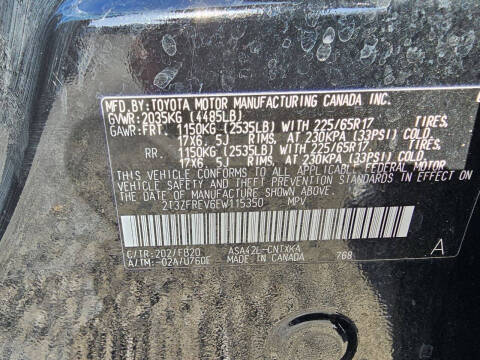 MFD.BY:TOYOTA MOTOR MANUFACTURING CANADA INC.
GVWR:2035KG (4485LB)
GAWR:FRT. 1150KG (2535LB) WITH 225/65R17 TIRES,
17X6.5J RIMS, AT 230KPA (33PSI) COLD.
RR. 1150KG (2535LB) WITH 225/65R17 TIRES,
17X6.5J RIMS, AT 230KPA (33PSI) COLD.
THIS VEHICLE CONFORMS TO ALL APPLICABLE FEDERAL MOTOR
VEHICLE SAFETY AND THEFT PREVENTION STANDARDS IN EFFECT ON
THE DATE OF MANUFACTURE SHOWN ABOVE.
2T3ZFREV6EW115350 MPV
C/TR:202/FB20 ASA42L-CNTXKA
A/TM:-02A/U760E MADE IN CANADA 768 A